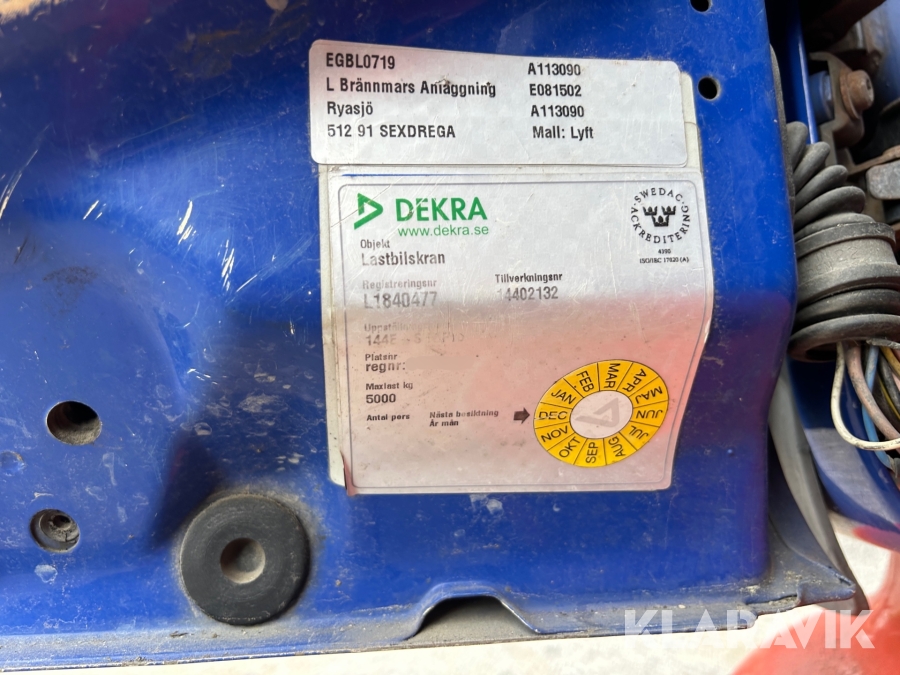 EGBL0719 A113090
L Brännmars Anläggning E081502
Ryasjö A113090
512 91 SEXDREGA Mall: Lyft
DEKRA
www.dekra.se
SWEDAC ACKREDITERING
4390
ISO/IEC 17020 (A)
Objekt
Lastbilskran
Registreringsnr Tillverkningsnr
L1840477 14402132
Platsnr
regnr:
Maxlast kg
5000
Antal pers Nästa besiktning
År mån
JAN FEB MAR APR MAJ JUN JUL AUG SEP OKT NOV DEC
KLARAVIK